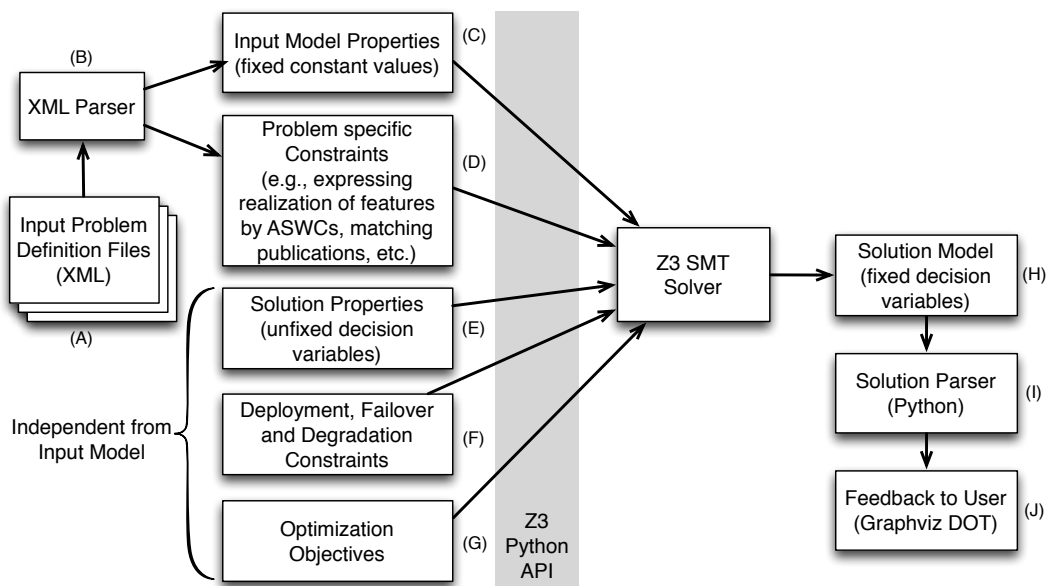 (B)
XML Parser
Input Problem
Definition Files
(XML)
(A)
Input Model Properties
(fixed constant values)
(C)
Problem specific
Constraints
(e.g., expressing
realization of features
by ASWCs, matching
publications, etc.)
(D)
Independent from
Input Model
Solution Properties
(unfixed decision
variables)
(E)
Deployment, Failover
and Degradation
Constraints
(F)
Optimization
Objectives
(G)
Z3
Python
API
Z3 SMT
Solver
Solution Model
(fixed decision
variables)
(H)
Solution Parser
(Python)
(I)
Feedback to User
(Graphviz DOT)
(J)